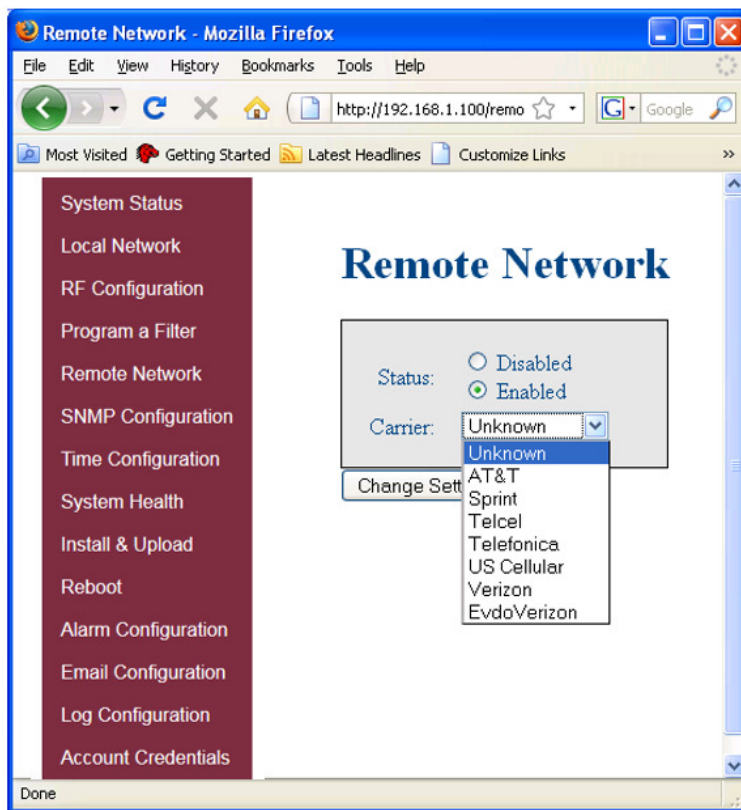 Remote Network - Mozilla Firefox
File Edit View History Bookmarks Tools Help
http://192.168.1.100/remo
G Google
Most Visited Getting Started Latest Headlines Customize Links »
System Status
Local Network
RF Configuration
Program a Filter
Remote Network
SNMP Configuration
Time Configuration
System Health
Install & Upload
Reboot
Alarm Configuration
Email Configuration
Log Configuration
Account Credentials
Remote Network
Status:
Disabled
Enabled
Carrier:
Unknown
Unknown
AT&T
Sprint
Telcel
Telefonica
US Cellular
Verizon
EvdoVerizon
Change Sett
Done